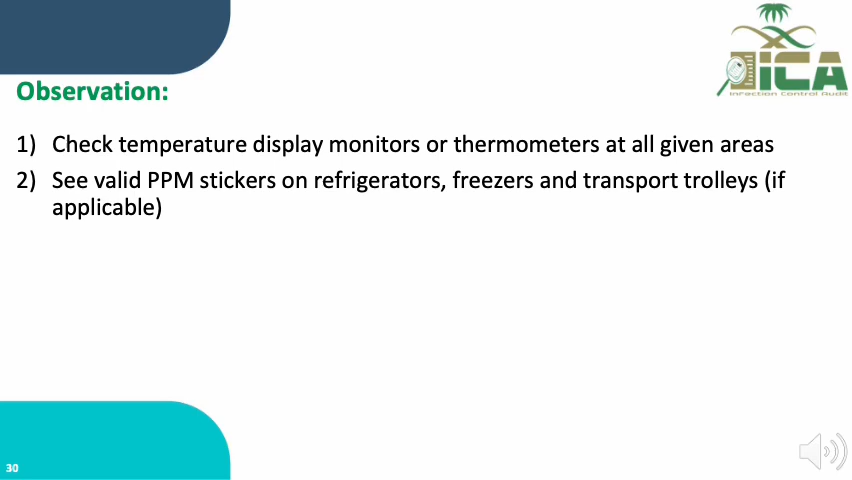 ICA
Infection Control Audit
Observation:
1) Check temperature display monitors or thermometers at all given areas
2) See valid PPM stickers on refrigerators, freezers and transport trolleys (if
applicable)
30